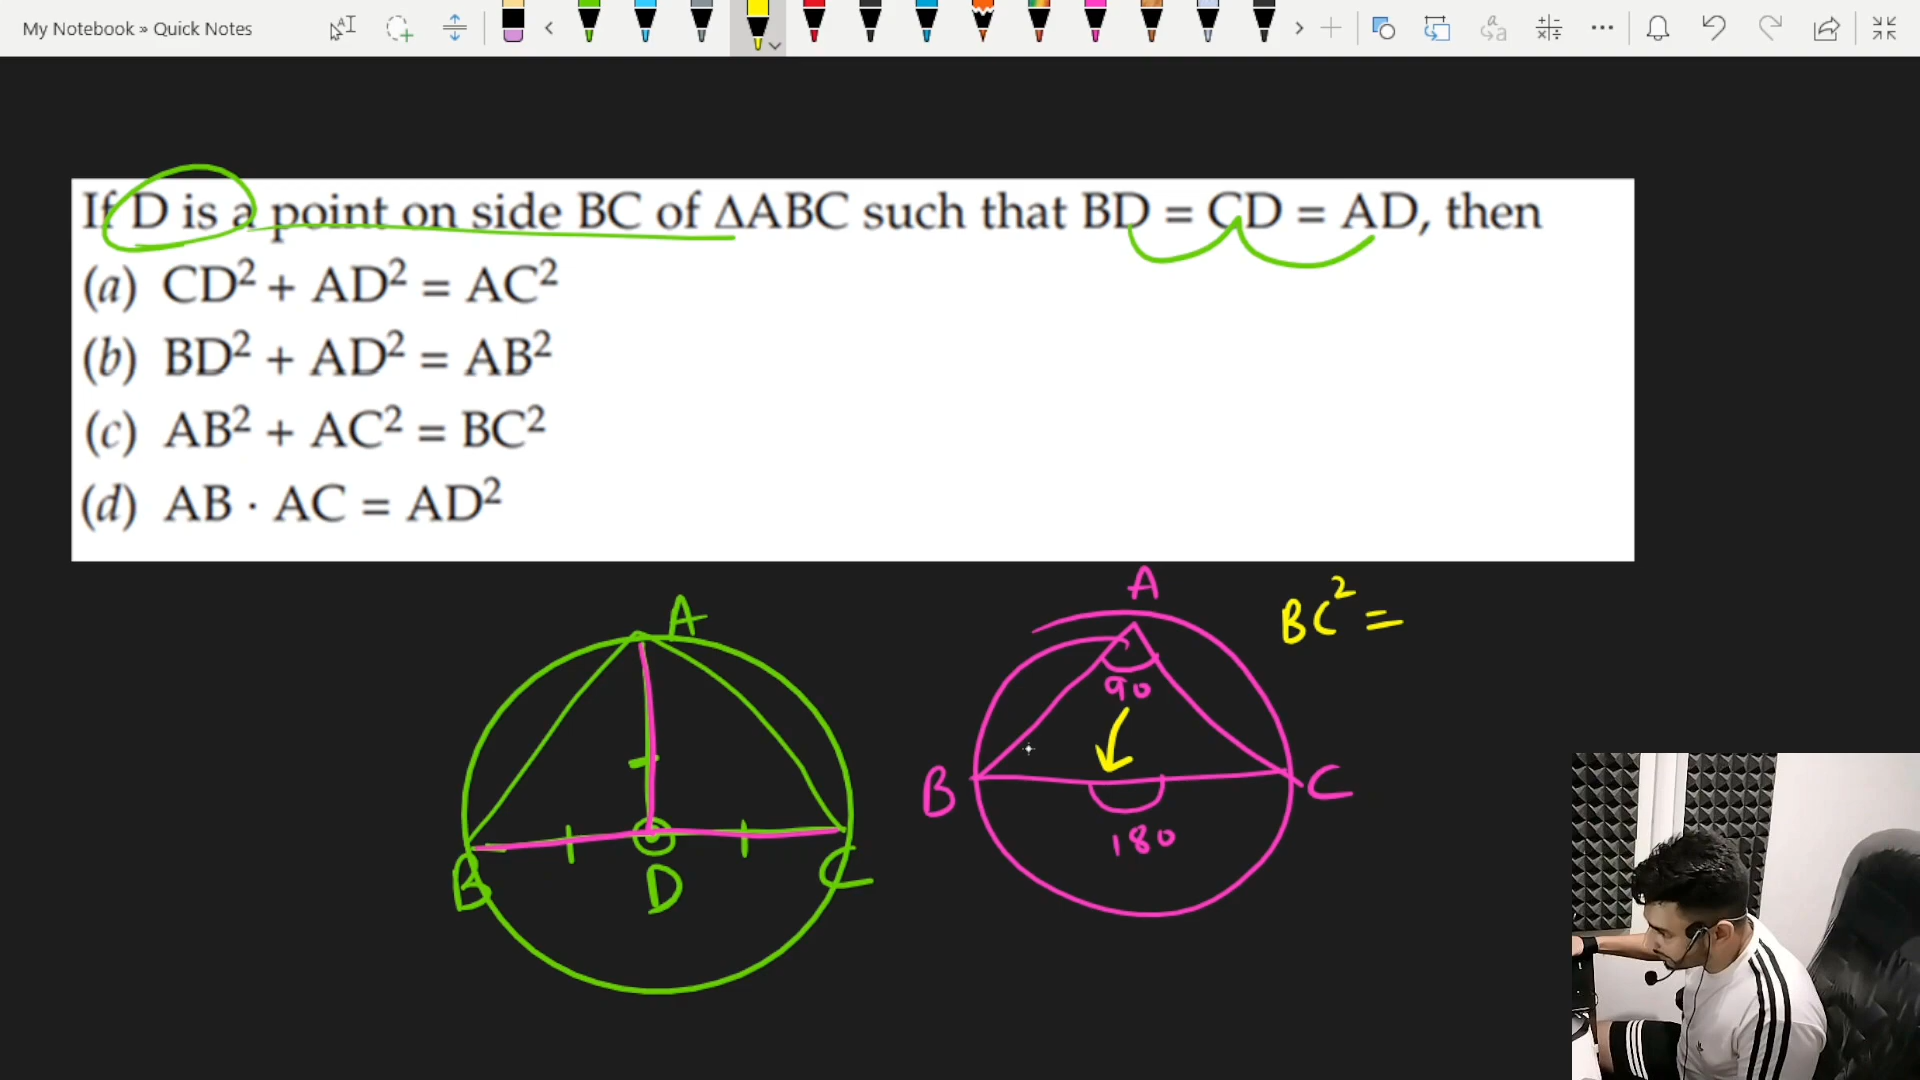 My Notebook » Quick Notes
If D is a point on side BC of ΔABC such that BD = CD = AD, then
(a) CD² + AD² = AC²
(b) BD² + AD² = AB²
(c) AB² + AC² = BC²
(d) AB · AC = AD²
A
B
D
C
A
90
B
C
180
BC² =